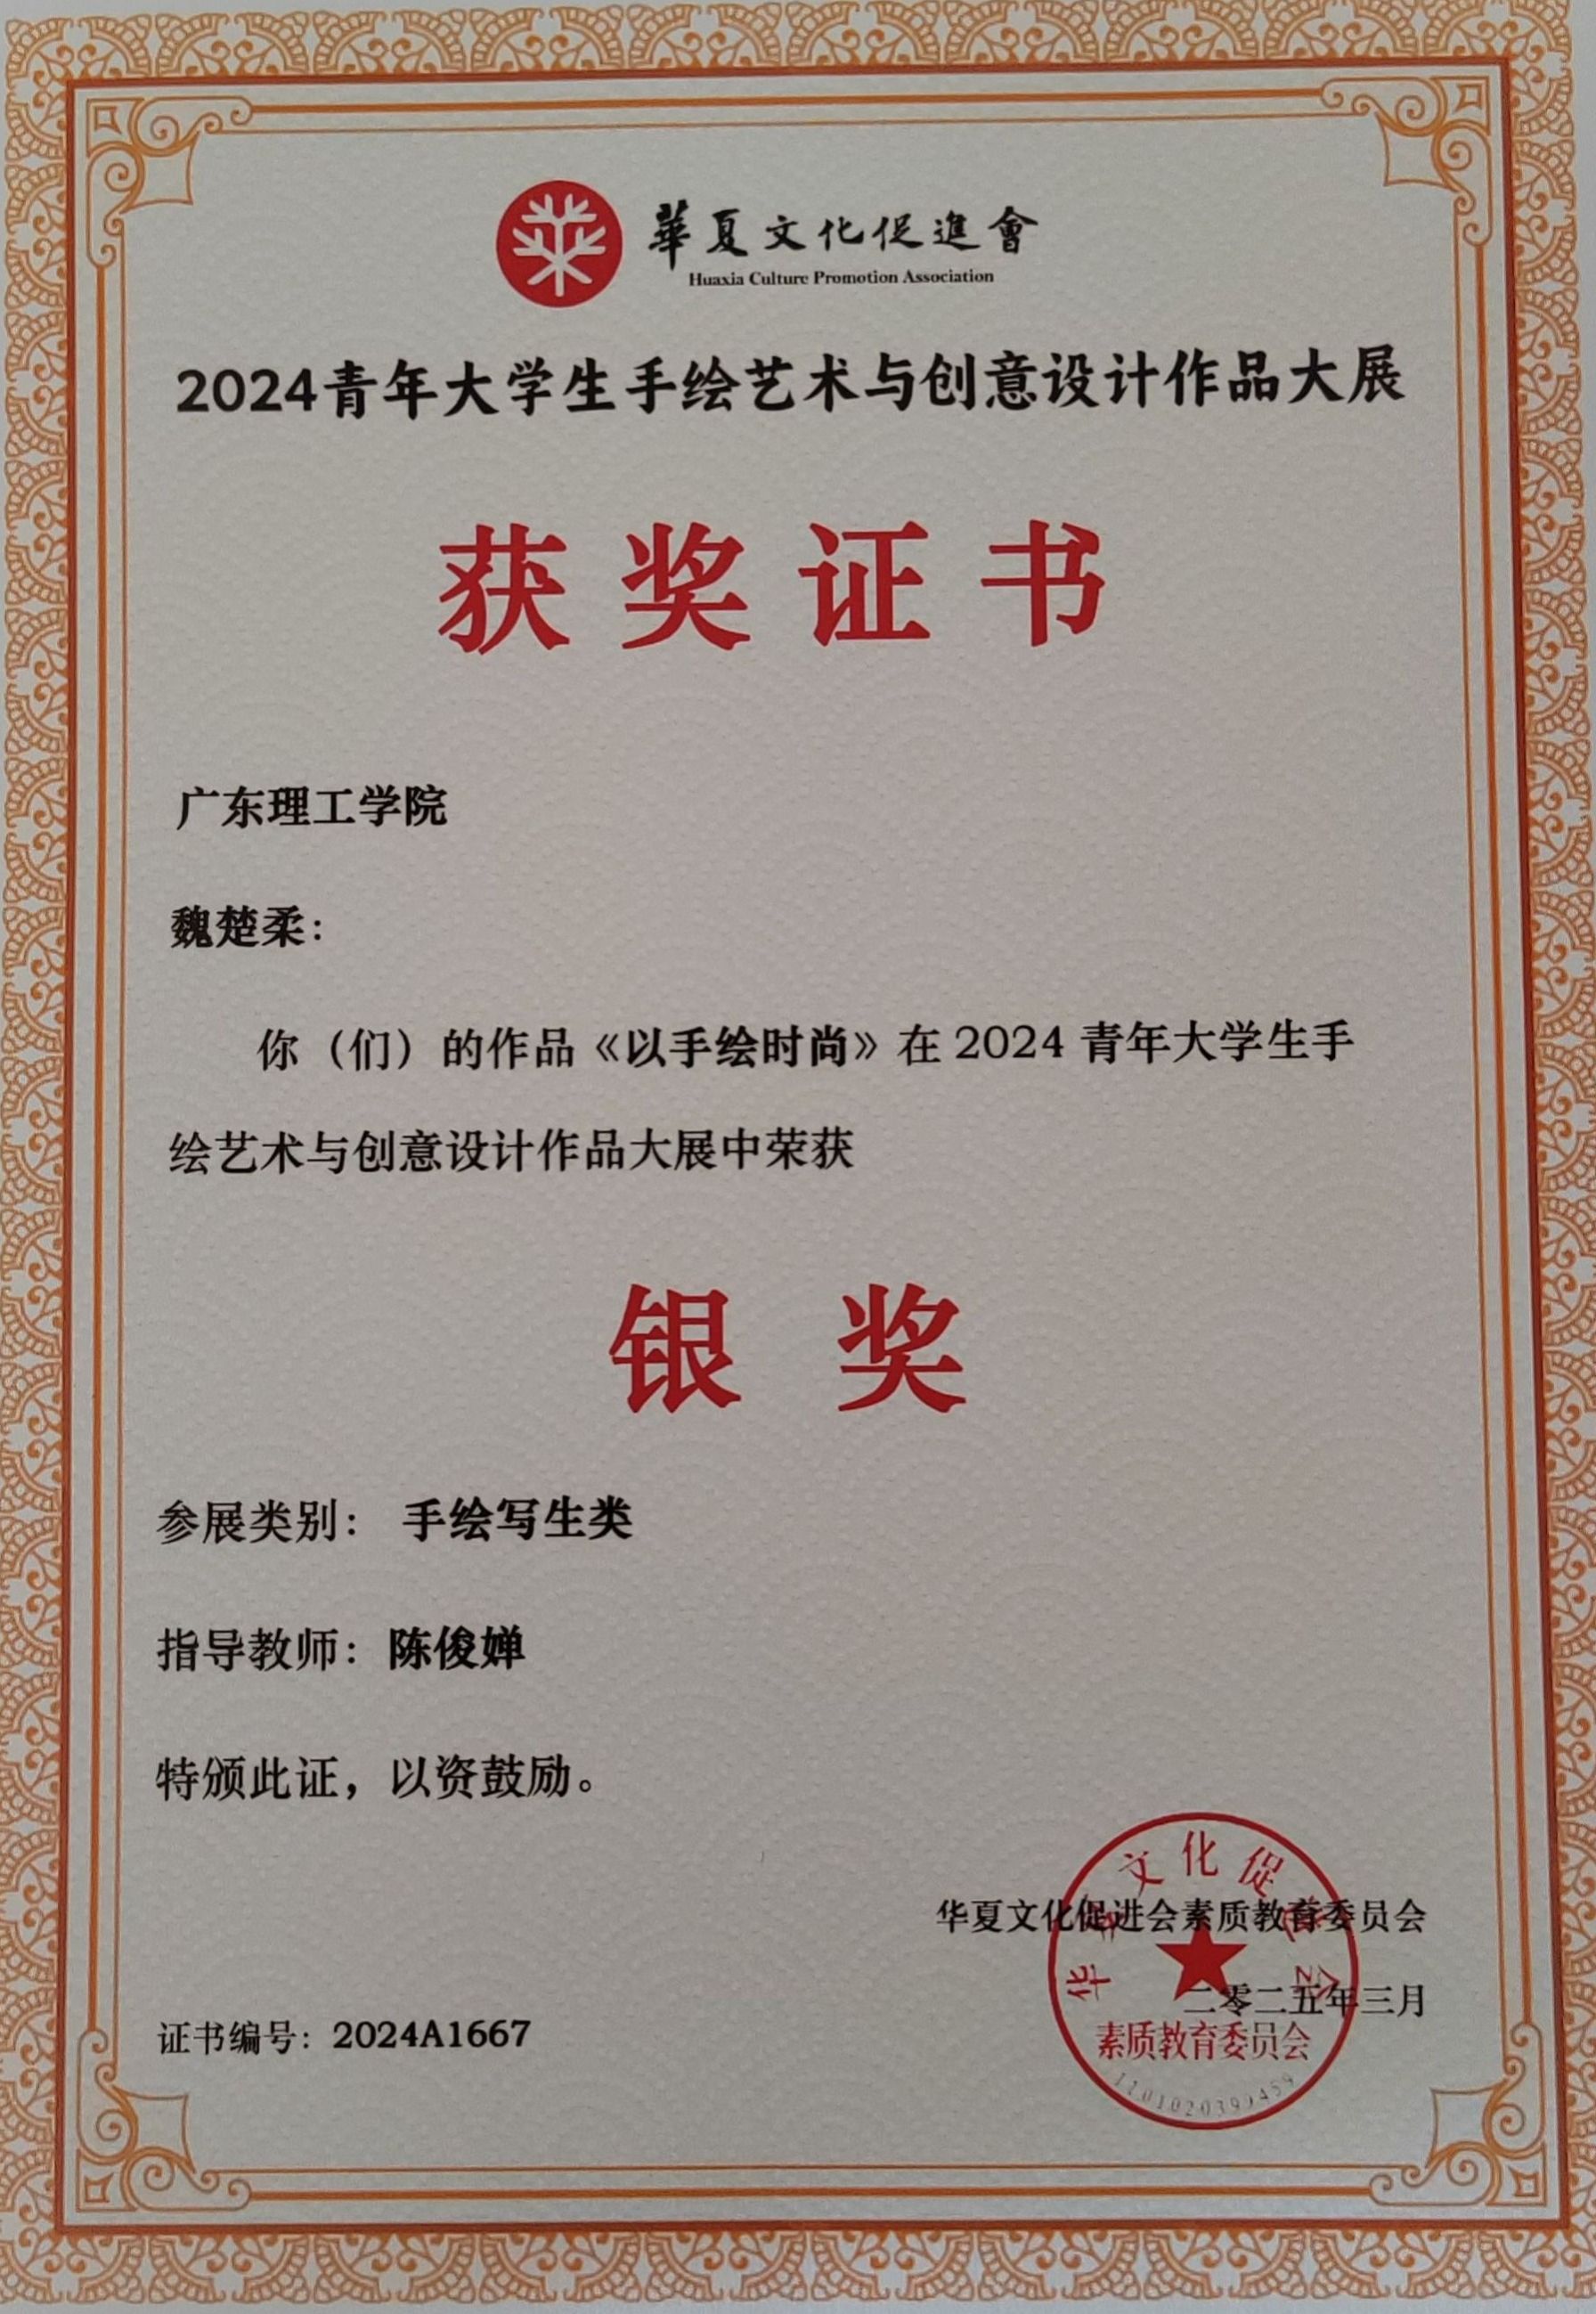 華夏文化促進會
Huaxia Culture Promotion Association
2024青年大学生手绘艺术与创意设计作品大展
获奖证书
广东理工学院
魏楚柔：
你（们）的作品《以手绘时尚》在 2024 青年大学生手
绘艺术与创意设计作品大展中荣获
银奖
参展类别： 手绘写生类
指导教师：陈俊婵
特颁此证，以资鼓励。
华夏文化促进会素质教育委员会
二零二五年三月
证书编号：2024A1667
华 文化促 会
素质教育委员会